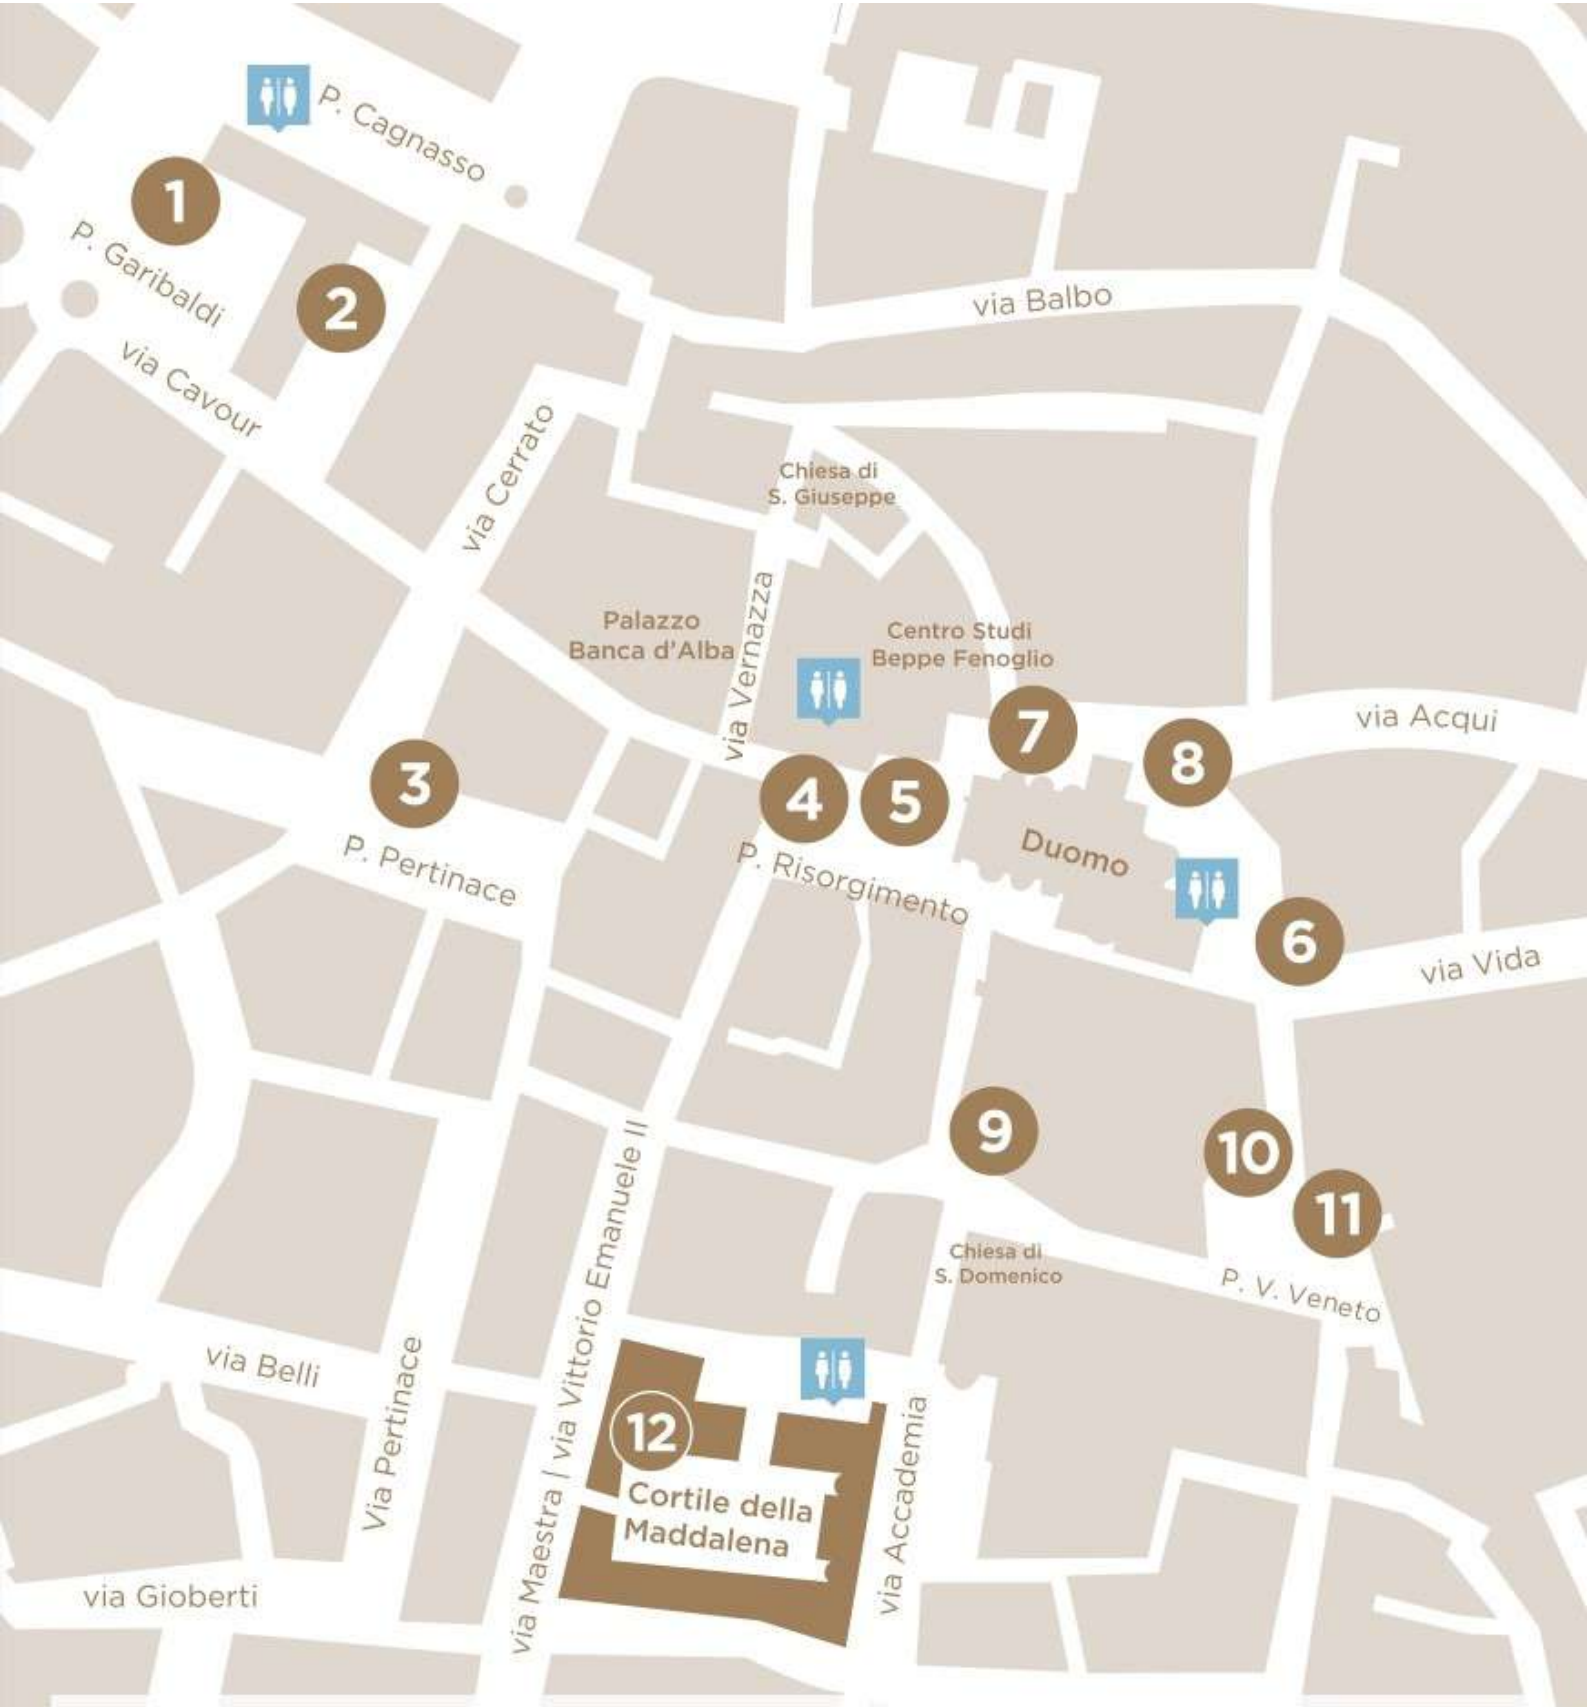 P. Cagnasso
1
P. Garibaldi
2
via Balbo
via Cavour
via Cerrato
Chiesa di
S. Giuseppe
Palazzo
Banca d'Alba
via Vernazza
Centro Studi
Beppe Fenoglio
7
via Acqui
8
3
4
5
P. Pertinace
P. Risorgimento
Duomo
6
via Vida
9
10
11
Chiesa di
S. Domenico
P. V. Veneto
via Belli
Via Pertinace
via Maestra | via Vittorio Emanuele II
12
Cortile della
Maddalena
via Accademia
via Gioberti